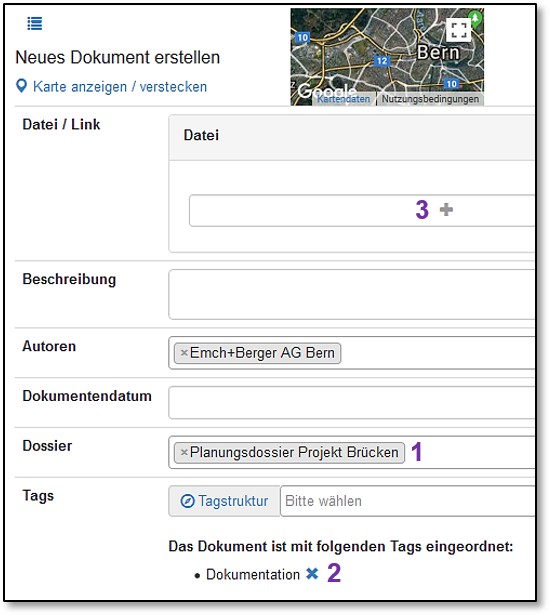 10
Bern
10
12
10
Google
Kartendaten Nutzungsbedingungen
Neues Dokument erstellen
Karte anzeigen / verstecken
Datei / Link
Datei
3
Beschreibung
Autoren
×Emch+Berger AG Bern
Dokumentendatum
Dossier
×Planungsdossier Projekt Brücken 1
Tags
Tagstruktur Bitte wählen
Das Dokument ist mit folgenden Tags eingeordnet:
• Dokumentation ✖ 2